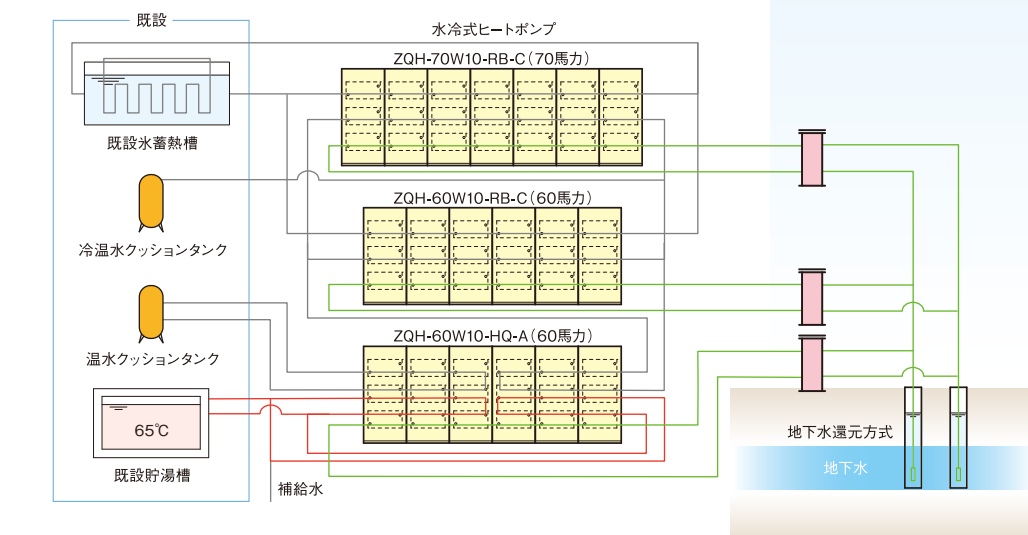 既設
水冷式ヒートポンプ
ZQH-70W10-RB-C(70馬力)
既設氷蓄熱槽
ZQH-60W10-RB-C(60馬力)
冷温水クッションタンク
ZQH-60W10-HQ-A(60馬力)
温水クッションタンク
65℃
既設貯湯槽
補給水
地下水還元方式
地下水